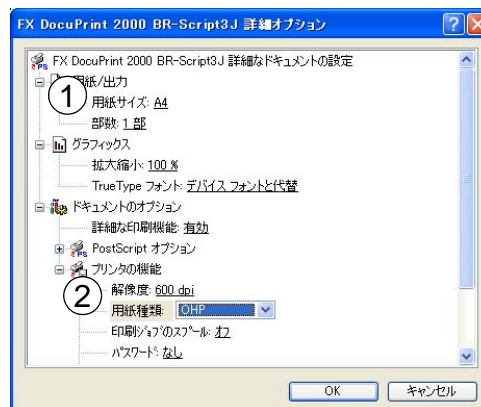 FX DocuPrint 2000 BR-Script3J 詳細オプション
FX DocuPrint 2000 BR-Script3J 詳細なドキュメントの設定
用紙/出力
①
用紙サイズ: A4
部数: 1 部
グラフィックス
拡大縮小: 100 %
TrueType フォント: デバイス フォントと代替
ドキュメントのオプション
詳細な印刷機能: 有効
PostScript オプション
プリンタの機能
②
解像度: 600 dpi
用紙種類: OHP
印刷ジョブのスプール: オフ
パスワード: なし
OK キャンセル